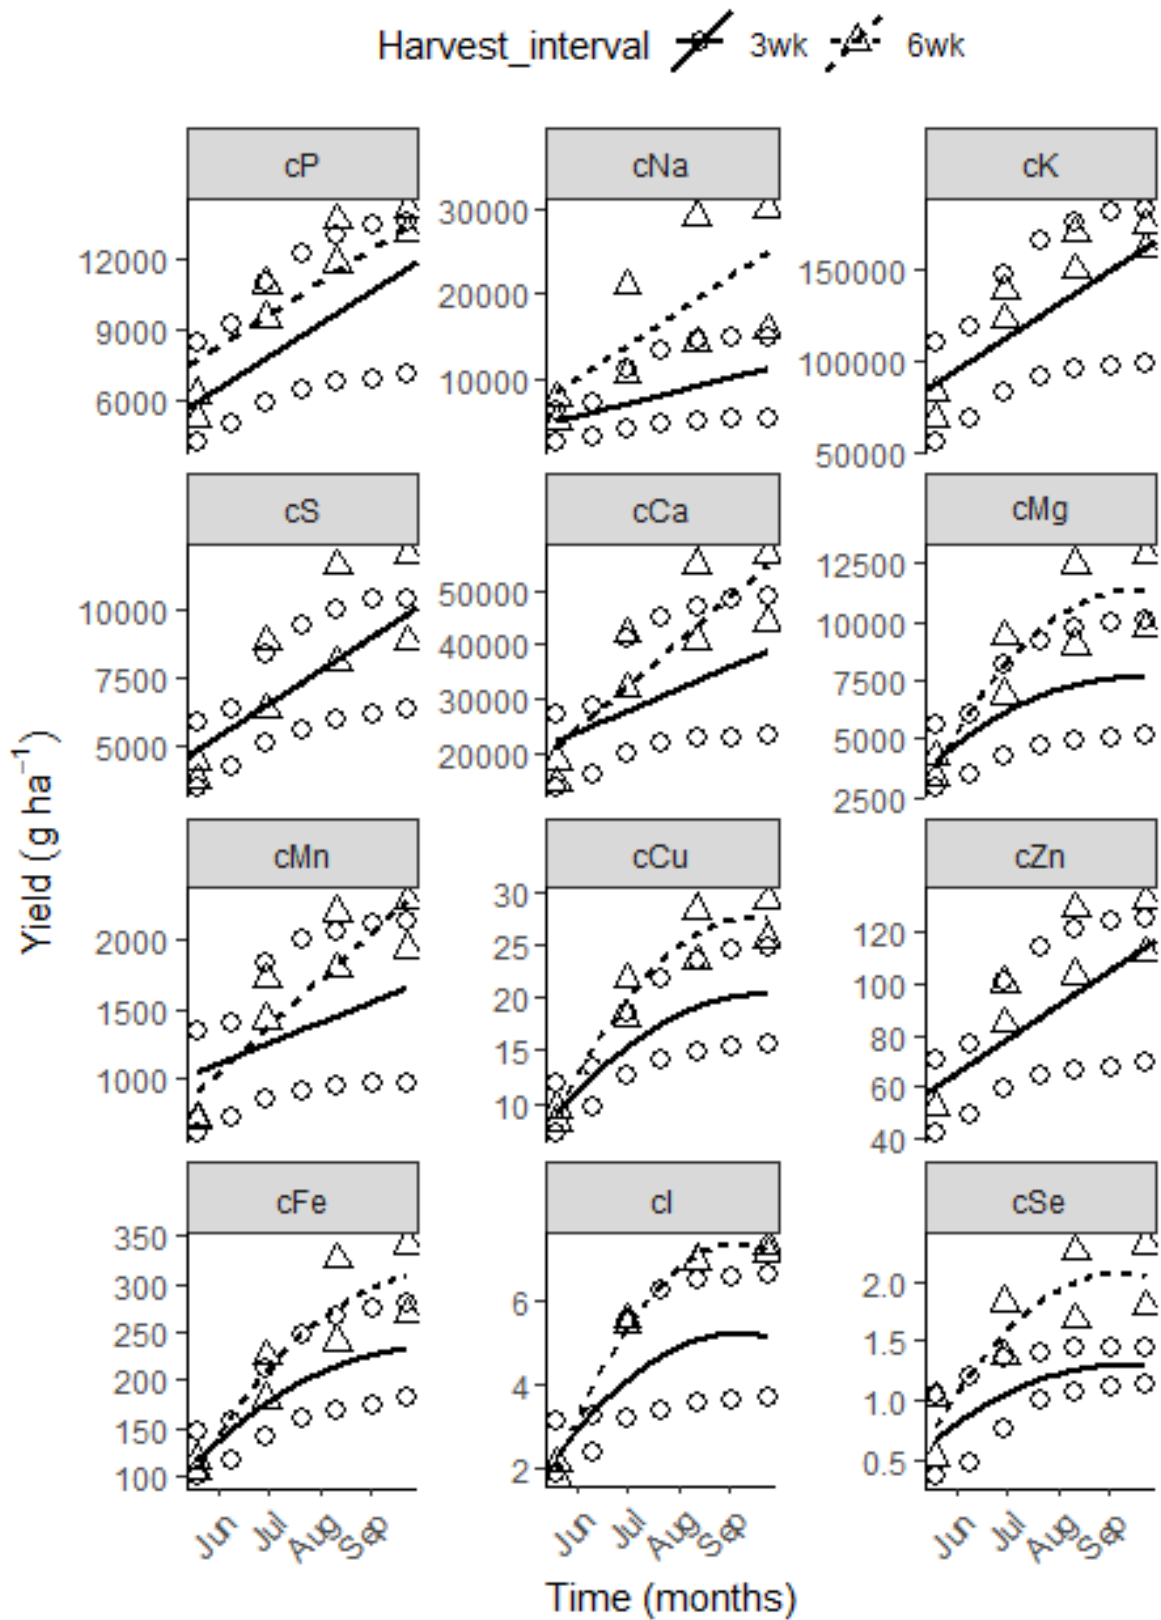 Harvest_interval 3wk 6wk
cP cNa cK
12000 9000 6000
30000 20000 10000
150000 100000 50000
cS cCa cMg
10000 7500 5000
50000 40000 30000 20000
12500 10000 7500 5000 2500
cMn cCu cZn
2000 1500 1000
30 25 20 15 10
120 100 80 60 40
cFe cI cSe
350 300 250 200 150 100
6 4 2
2.0 1.5 1.0 0.5
Jun Jul Aug Sep Jun Jul Aug Sep Jun Jul Aug Sep
Yield (g ha⁻¹)
Time (months)